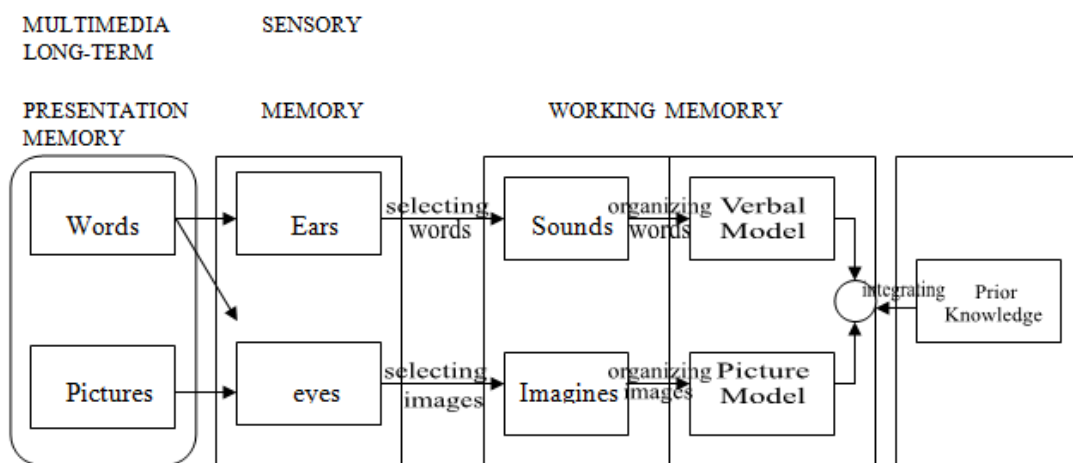 MULTIMEDIA SENSORY
LONG-TERM
PRESENTATION MEMORY WORKING MEMORRY
MEMORY
Words
Ears
selecting
words
Sounds
organizing
words
Verbal
Model
integrating
Prior
Knowledge
Pictures
eyes
selecting
images
Imagines
organizing
images
Picture
Model